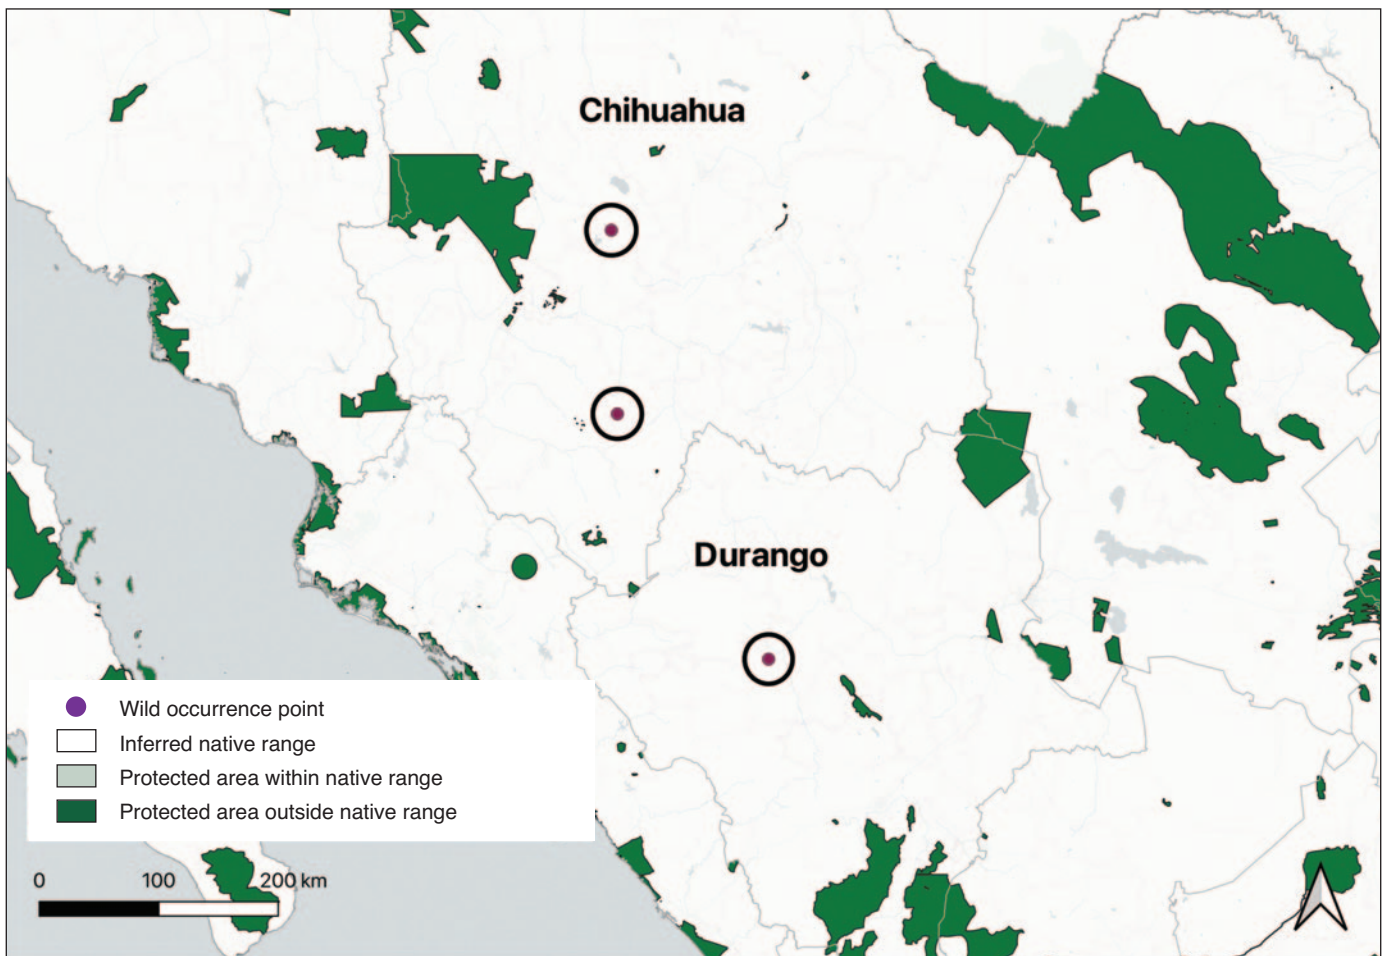 Chihuahua
Durango
Wild occurrence point
Inferred native range
Protected area within native range
Protected area outside native range
0 100 200 km